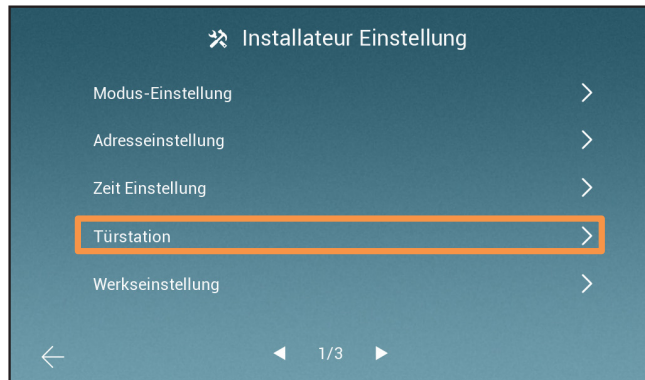 Installateur Einstellung
Modus-Einstellung
Adresseinstellung
Zeit Einstellung
Türstation
Werkseinstellung
1/3